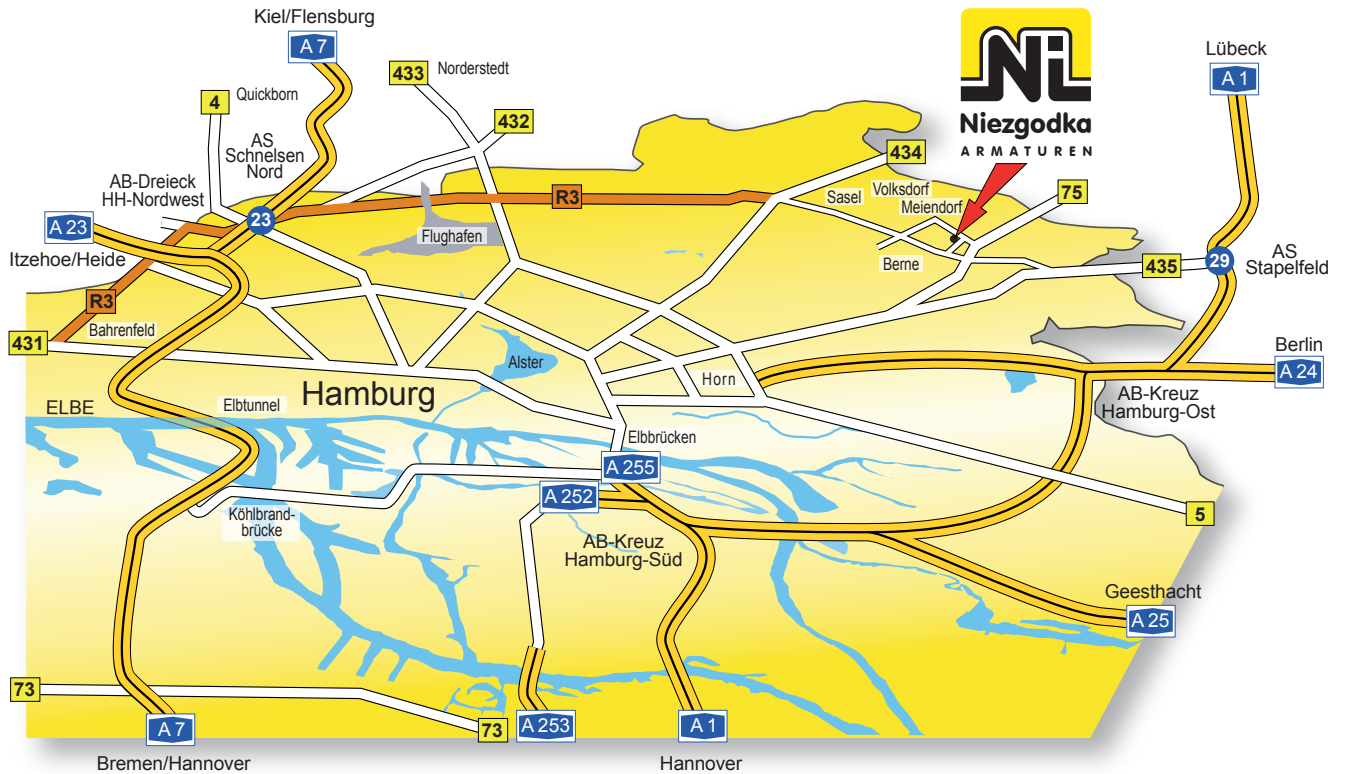 Kiel/Flensburg
A 7
4
Quickborn
433
Norderstedt
432
AS
Schnelsen
Nord
AB-Dreieck
HH-Nordwest
A 23
Itzehoe/Heide
23
R3
Flughafen
R3
Ni
Niezgodka
ARMATUREN
434
Sasel
Volksdorf
Meiendorf
75
Berne
Lübeck
A 1
435
29
AS
Stapelfeld
Bahrenfeld
431
Alster
Horn
Berlin
A 24
AB-Kreuz
Hamburg-Ost
Hamburg
ELBE
Elbtunnel
Elbbrücken
A 255
A 252
Köhlbrand-
brücke
AB-Kreuz
Hamburg-Süd
5
Geesthacht
A 25
73
73
A 7
Bremen/Hannover
A 253
A 1
Hannover